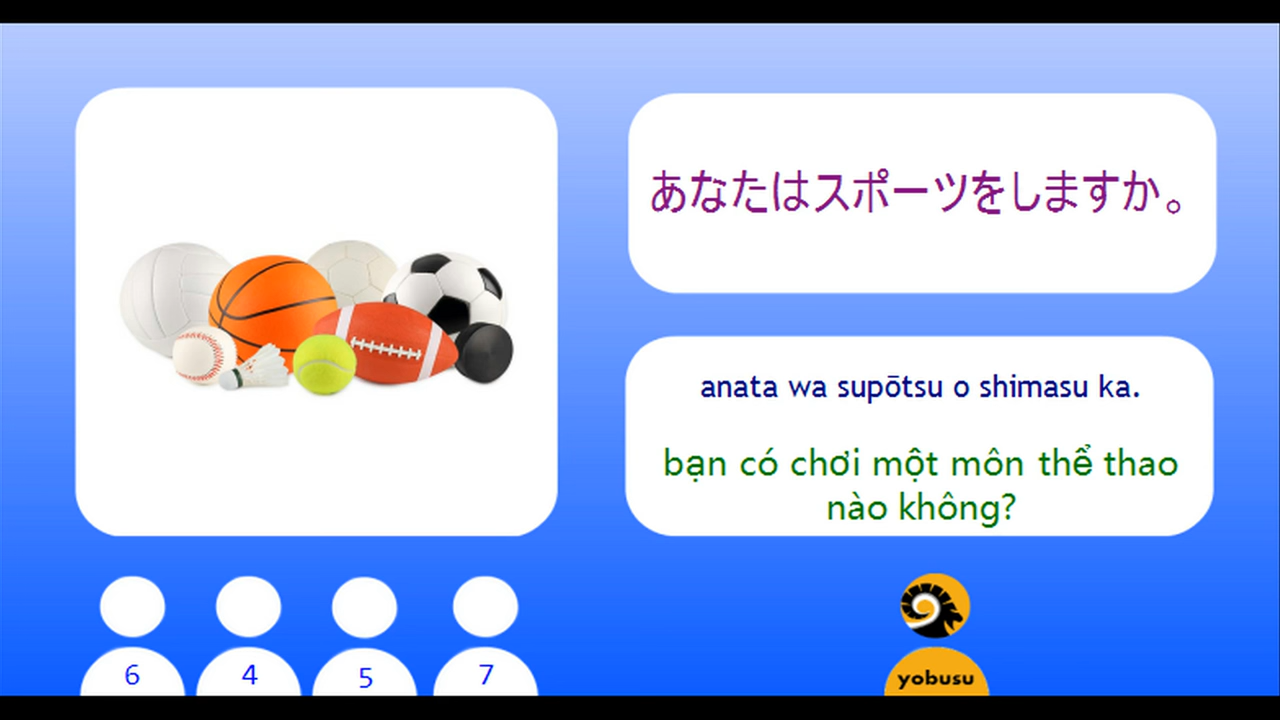 あなたはスポーツをしますか。
anata wa supōtsu o shimasu ka.
bạn có chơi một môn thể thao
nào không?
6 4 5 7
yobusu